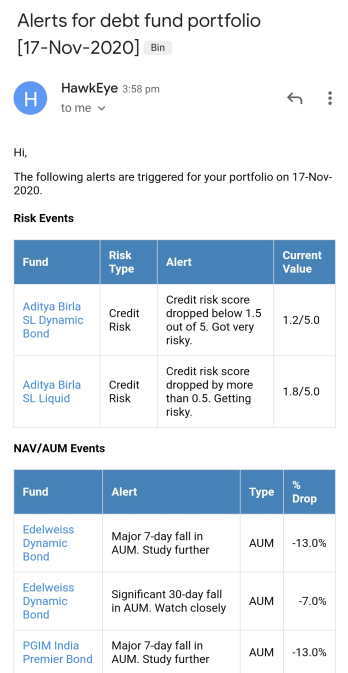 Alerts for debt fund portfolio
[17-Nov-2020] Bin
H
HawkEye 3:58 pm
to me
Hi,
The following alerts are triggered for your portfolio on 17-Nov-
2020.
Risk Events
Fund
Risk
Type
Alert
Current
Value
Aditya Birla
SL Dynamic
Bond
Credit
Risk
Credit risk score
dropped below 1.5
out of 5. Got very
risky.
1.2/5.0
Aditya Birla
SL Liquid
Credit
Risk
Credit risk score
dropped by more
than 0.5. Getting
risky.
1.8/5.0
NAV/AUM Events
Fund
Alert
Type
%
Drop
Edelweiss
Dynamic
Bond
Major 7-day fall in
AUM. Study further
AUM
-13.0%
Edelweiss
Dynamic
Bond
Significant 30-day fall
in AUM. Watch closely
AUM
-7.0%
PGIM India
Premier Bond
Major 7-day fall in
AUM. Study further
AUM
-13.0%